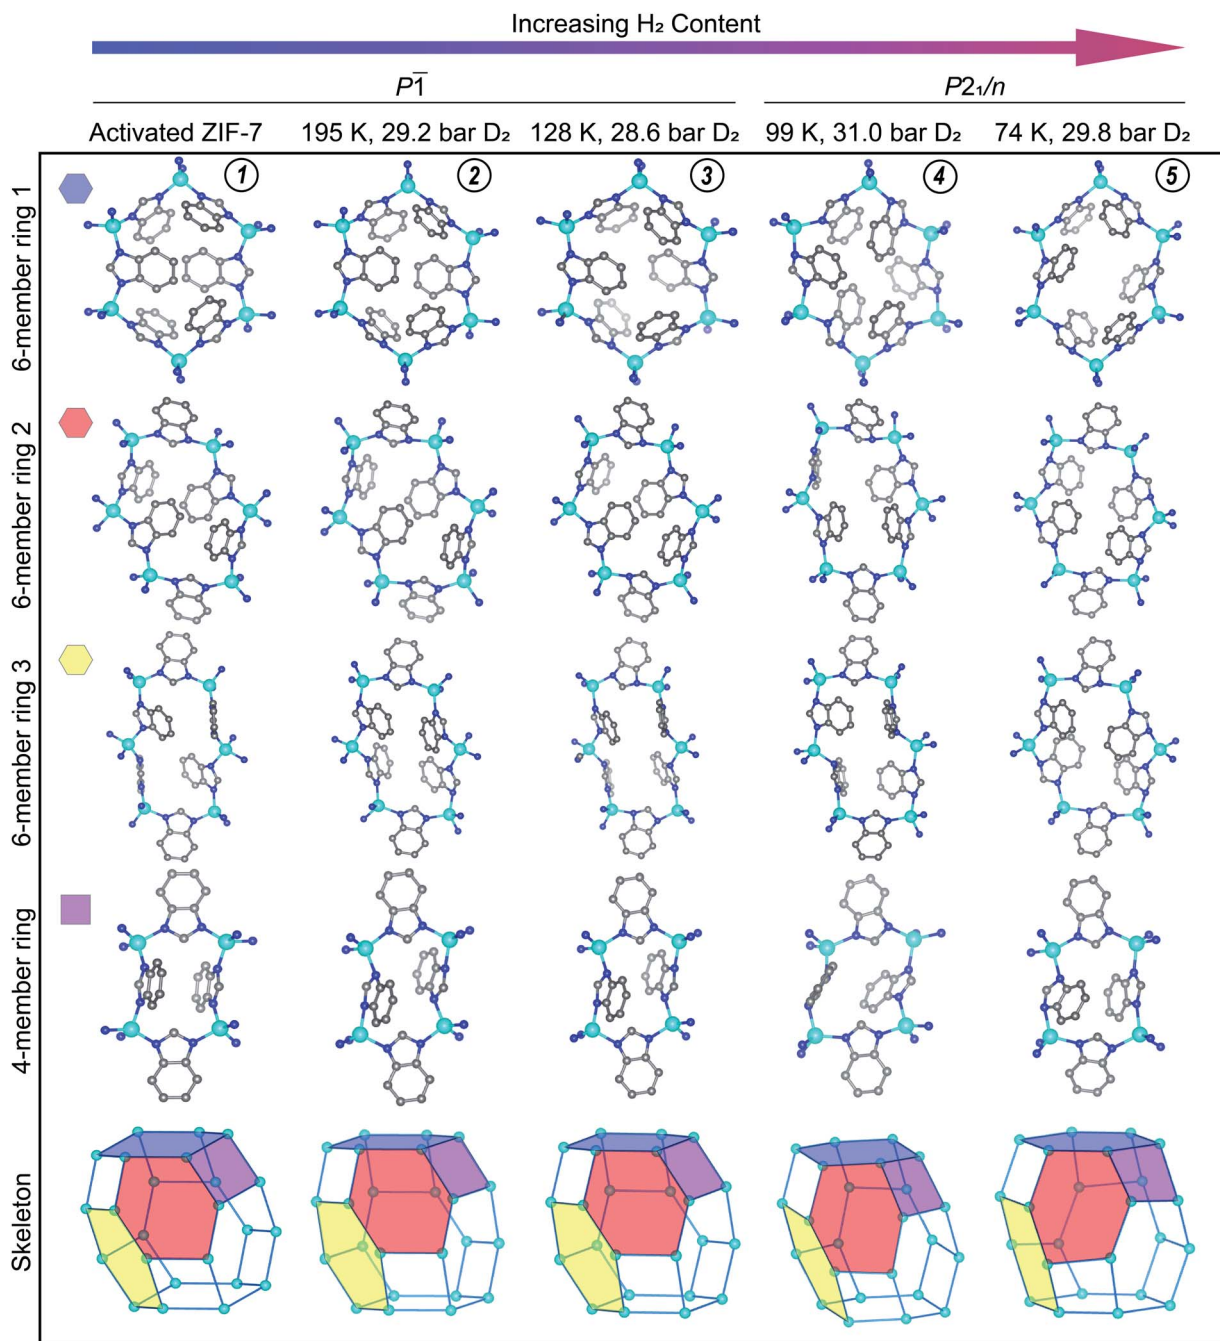 Increasing H₂ Content
P1̅
P2₁/n
Activated ZIF-7
195 K, 29.2 bar D₂
128 K, 28.6 bar D₂
99 K, 31.0 bar D₂
74 K, 29.8 bar D₂
6-member ring 1
1
2
3
4
5
6-member ring 2
6-member ring 3
4-member ring
Skeleton